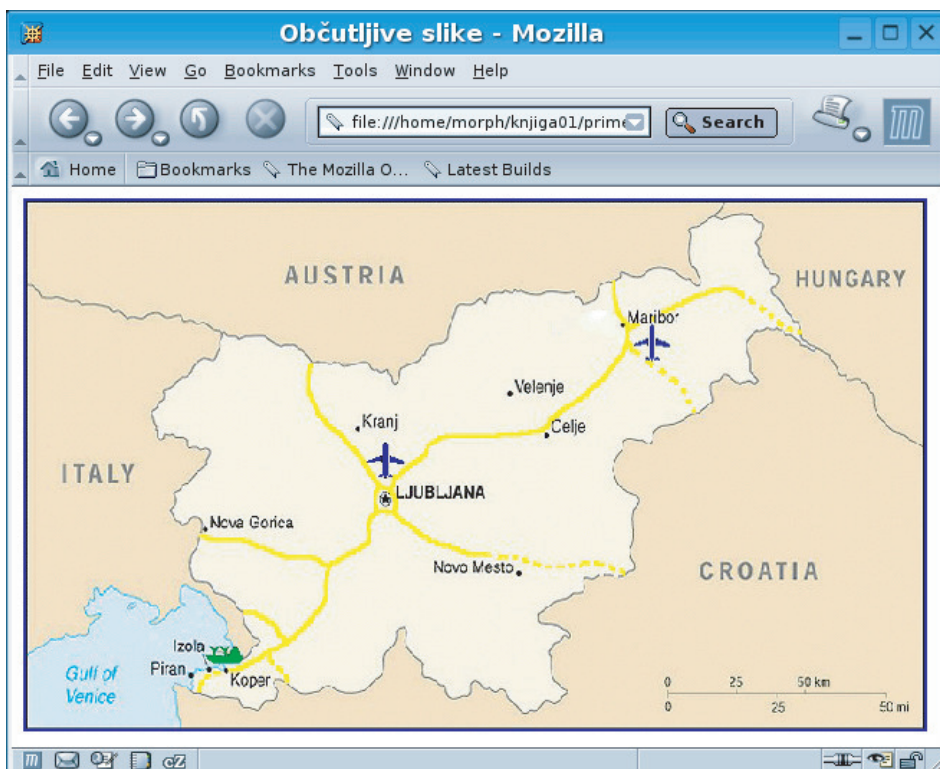 Občutljive slike - Mozilla
File Edit View Go Bookmarks Tools Window Help
file:///home/morph/knjiga01/prime
Search
Home Bookmarks The Mozilla O... Latest Builds
AUSTRIA
HUNGARY
Maribor
Velenje
Kranj
Celje
ITALY
LJUBLJANA
Nova Gorica
Novo Mesto
CROATIA
Izola
Piran
Koper
Gulf of
Venice
0 25 50 km
0 25 50 mi